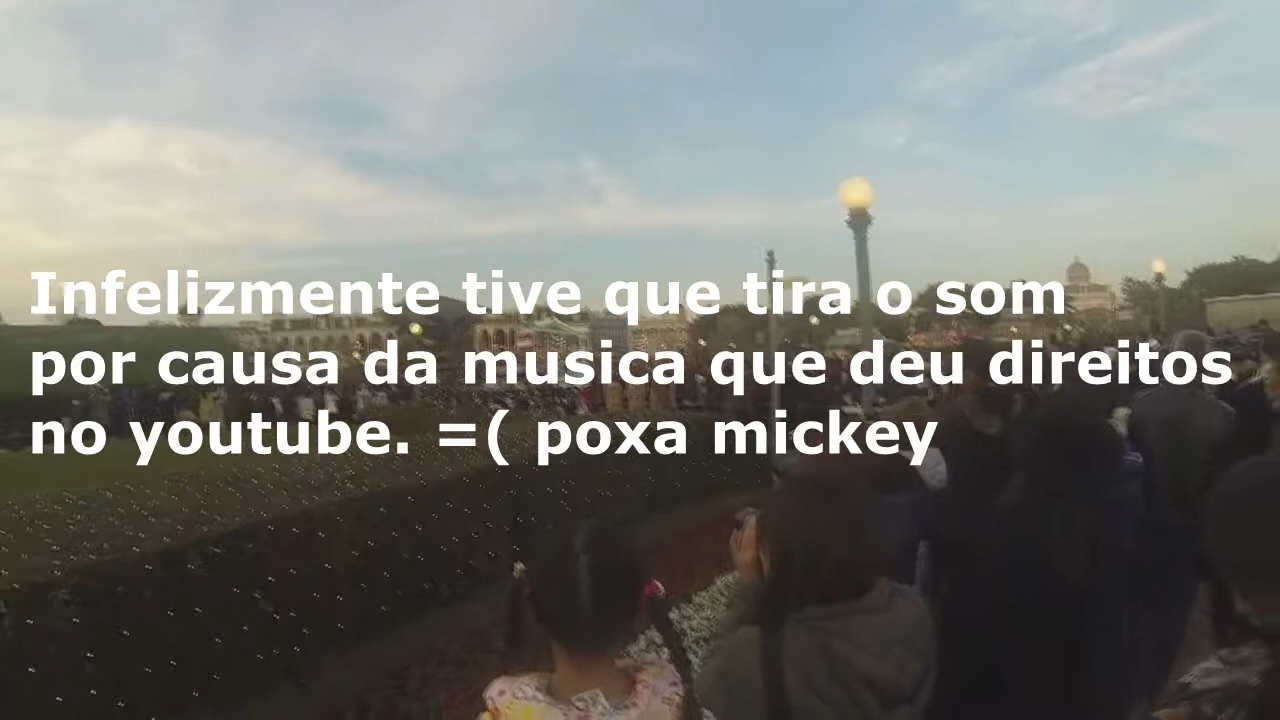 Infelizmente tive que tira o som
por causa da musica que deu direitos
no youtube. =( poxa mickey